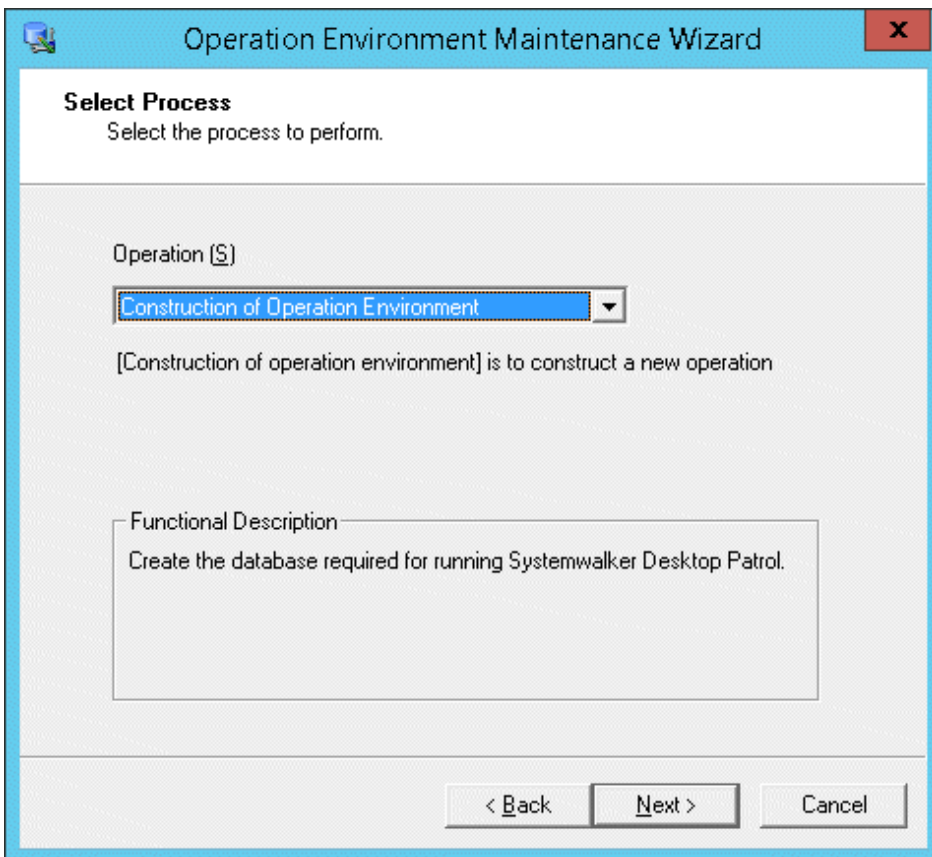 Operation Environment Maintenance Wizard
x
Select Process
Select the process to perform.
Operation (S)
Construction of Operation Environment
[Construction of operation environment] is to construct a new operation
Functional Description
Create the database required for running Systemwalker Desktop Patrol.
< Back
Next >
Cancel